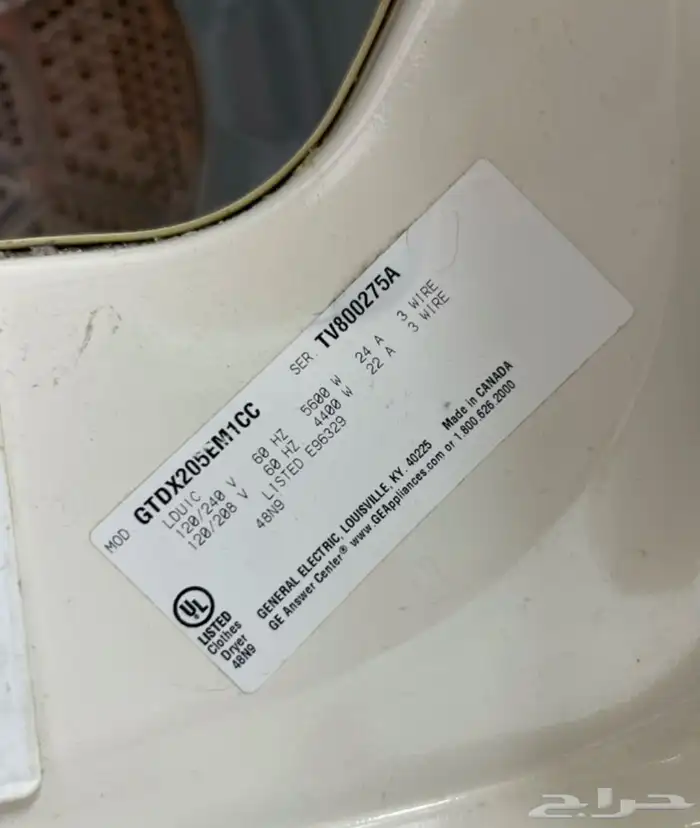 MOD GTDX205EM1CC SER. TV800275A
LDUIC
120/240 V 60 HZ 5600 W 24 A 3 WIRE
120/208 V 60 HZ. 4400 W 22 A 3 WIRE
48N9 LISTED E96329
UL
LISTED
Clothes
Dryer
48N9
GENERAL ELECTRIC, LOUISVILLE, KY. 40225 Made in CANADA
GE Answer Center® www.GEAppliances.com or 1.800.626.2000
حراج